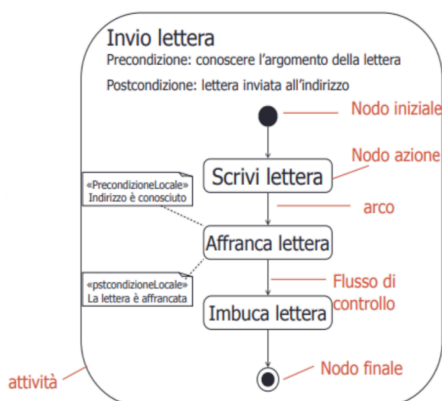 Invio lettera
Precondizione: conoscere l'argomento della lettera
Postcondizione: lettera inviata all'indirizzo
Nodo iniziale
Nodo azione
Scrivi lettera
«PrecondizioneLocale»
Indirizzo è conosciuto
arco
Affranca lettera
Flusso di
controllo
«pstcondizioneLocale»
La lettera è affrancata
Imbuca lettera
Nodo finale
attività